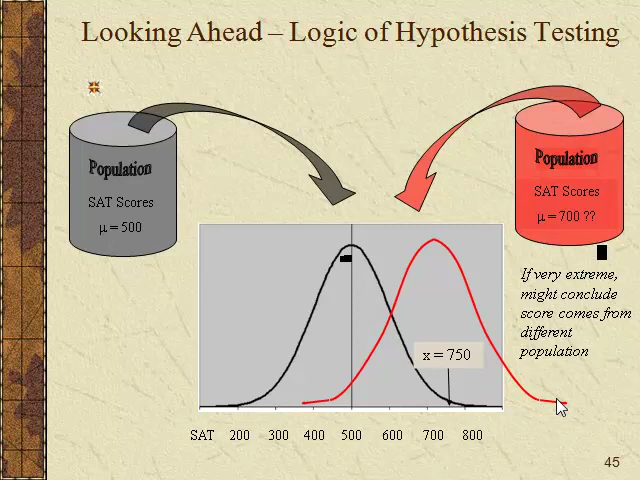 Looking Ahead – Logic of Hypothesis Testing
Population
SAT Scores
μ = 500
Population
SAT Scores
μ = 700 ??
If very extreme,
might conclude
score comes from
different
population
x = 750
SAT 200 300 400 500 600 700 800
45